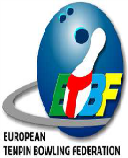 ETBF
EUROPEAN
TENPIN BOWLING FEDERATION